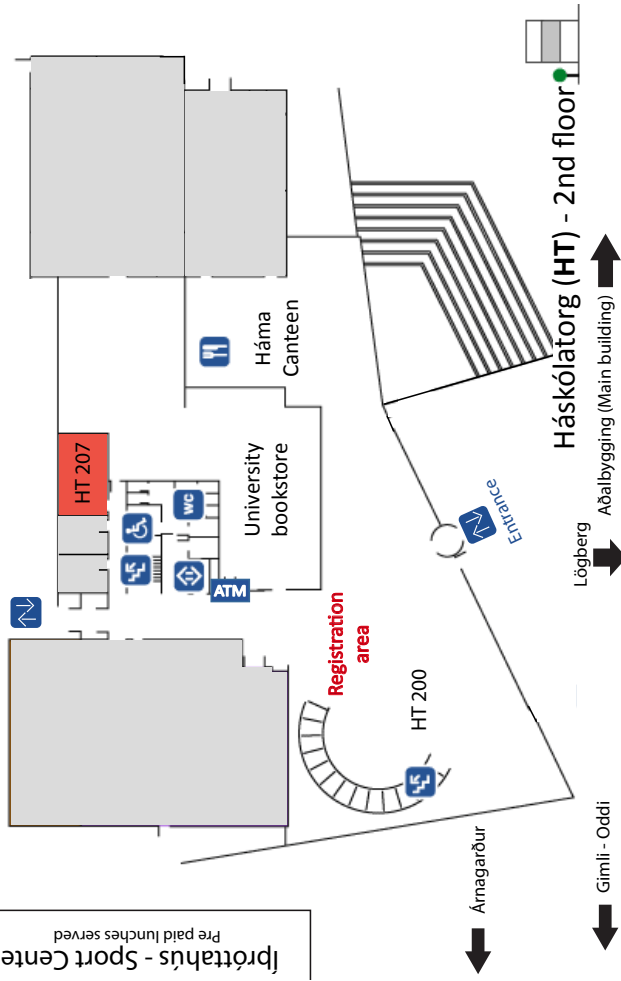 Háskólatorg (HT) - 2nd floor
Aðalbygging (Main building)
Lögberg
Gimli - Oddi
Árnagarður
Entrance
HT 200
Registration
area
ATM
wc
University
bookstore
Háma
Canteen
HT 207
Íþróttahús - Sport Cente
Pre paid lunches served